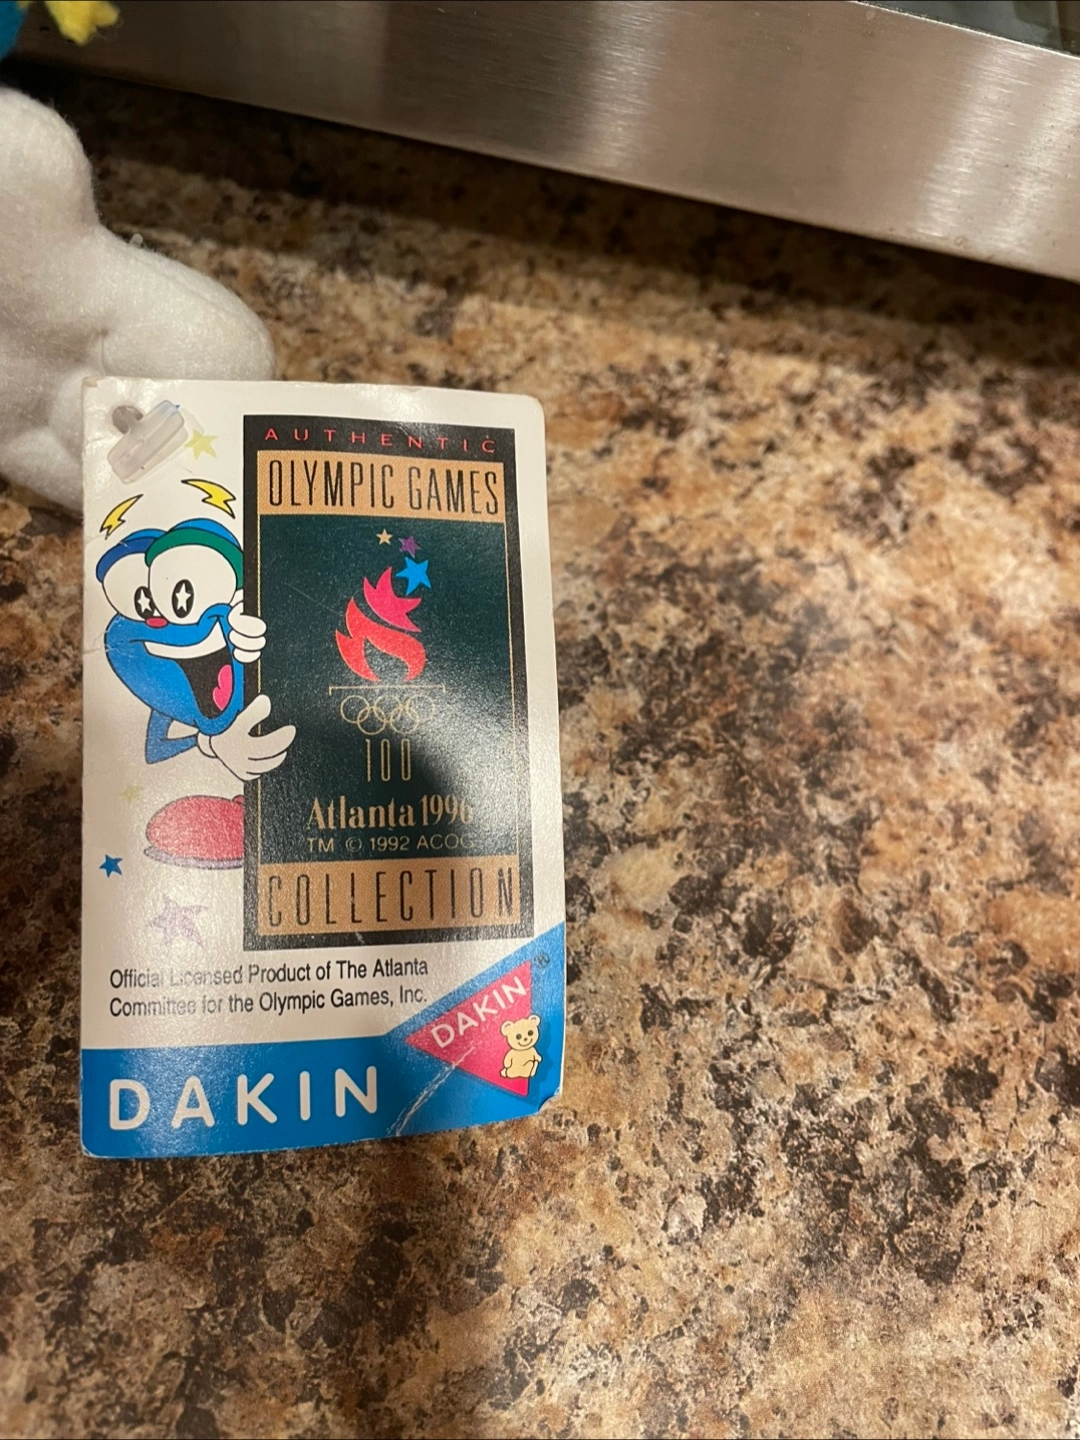 AUTHENTIC
OLYMPIC GAMES
100
Atlanta 1996
TM © 1992 ACOG
COLLECTION
Official Licensed Product of The Atlanta
Committee for the Olympic Games, Inc.
DAKIN ®
DAKIN